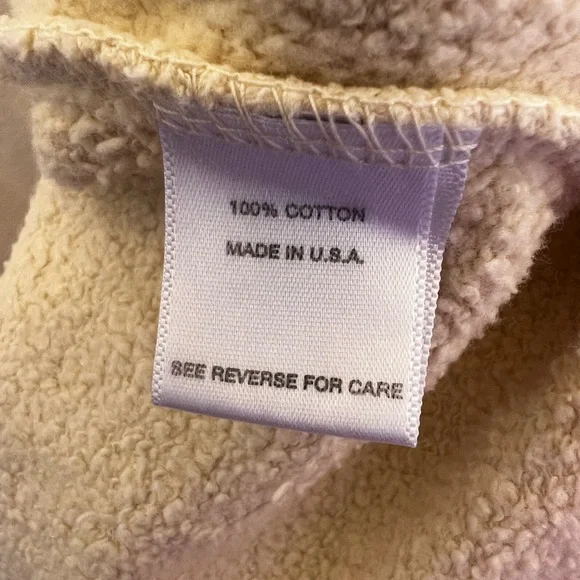 100% COTTON
MADE IN U.S.A.
SEE REVERSE FOR CARE